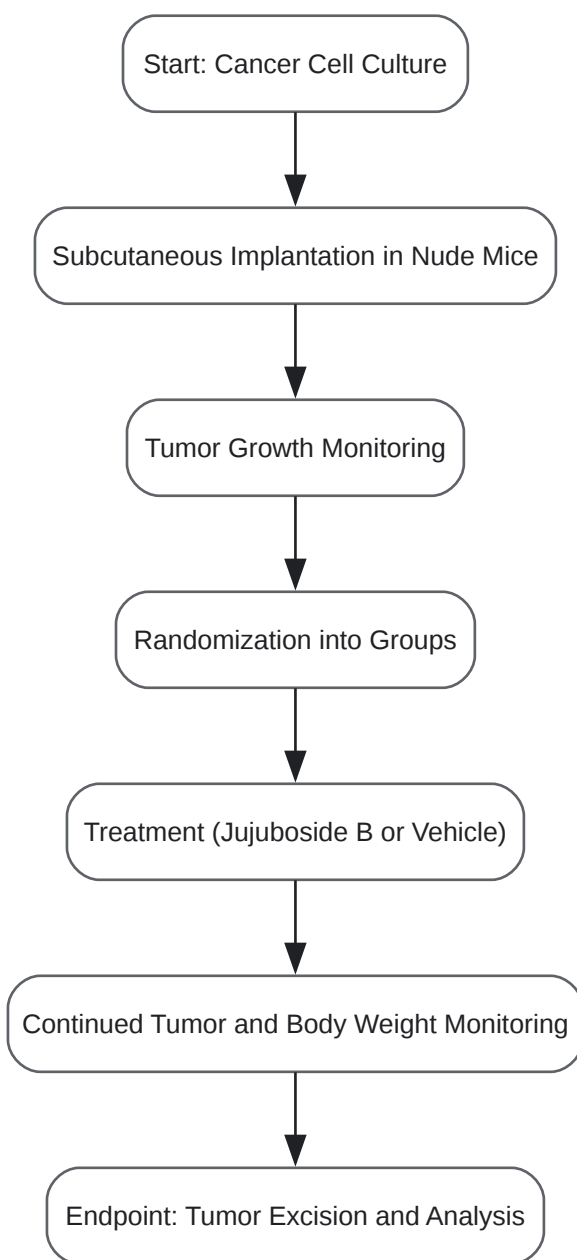 Start: Cancer Cell Culture
Subcutaneous Implantation in Nude Mice
Tumor Growth Monitoring
Randomization into Groups
Treatment (Jujuboside B or Vehicle)
Continued Tumor and Body Weight Monitoring
Endpoint: Tumor Excision and Analysis